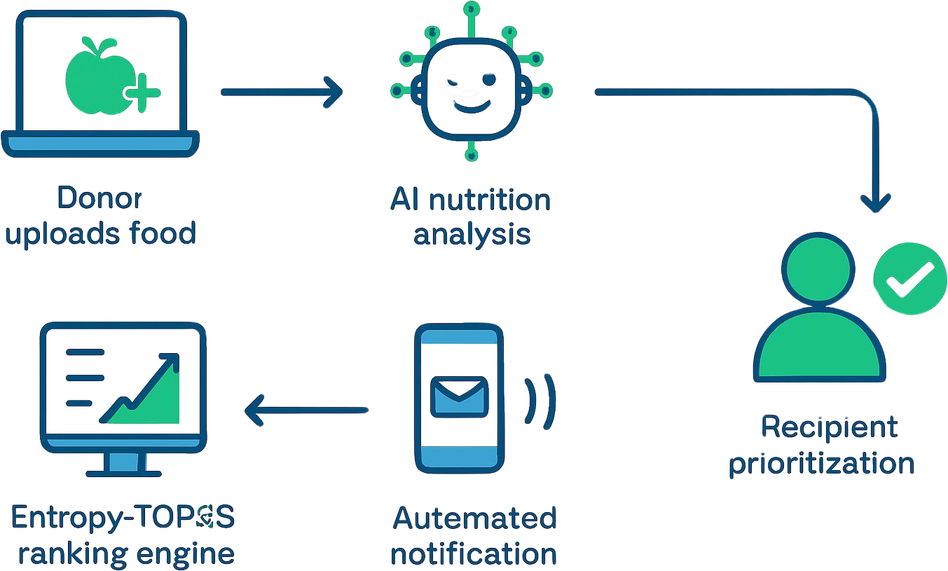 Donor
uploads food
AI nutrition
analysis
Recipient
prioritization
Autemated
notification
ranking engine